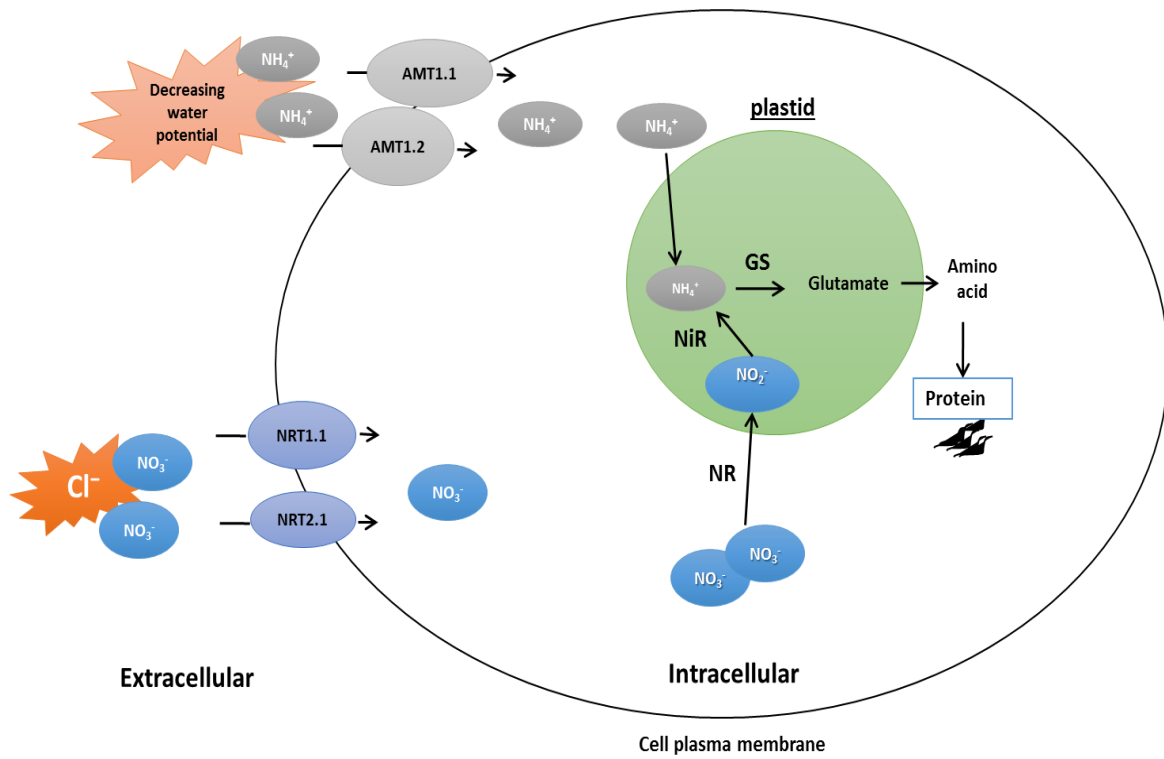 Decreasing
water
potential
NH₄⁺
NH₄⁺
AMT1.1
AMT1.2
NH₄⁺
NH₄⁺
plastid
NH₄⁺
GS
Glutamate
Amino
acid
NiR
NO₂⁻
Protein
NR
NO₃⁻
NO₃⁻
Cl⁻
NO₃⁻
NO₃⁻
NRT1.1
NRT2.1
NO₃⁻
Extracellular
Intracellular
Cell plasma membrane